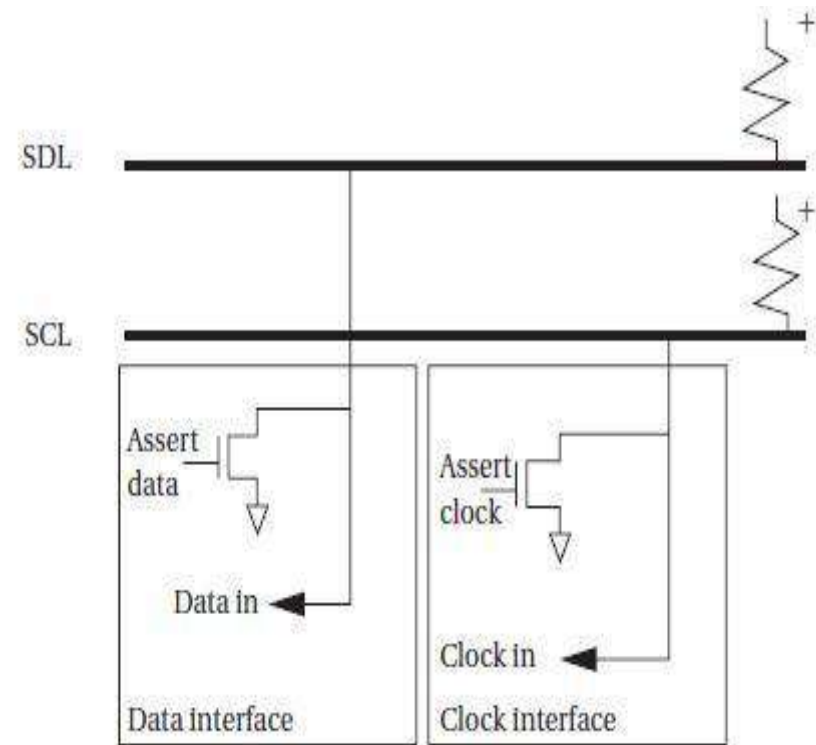 +
SDL
+
SCL
Assert
data
Assert
clock
Data in
Clock in
Data interface
Clock interface